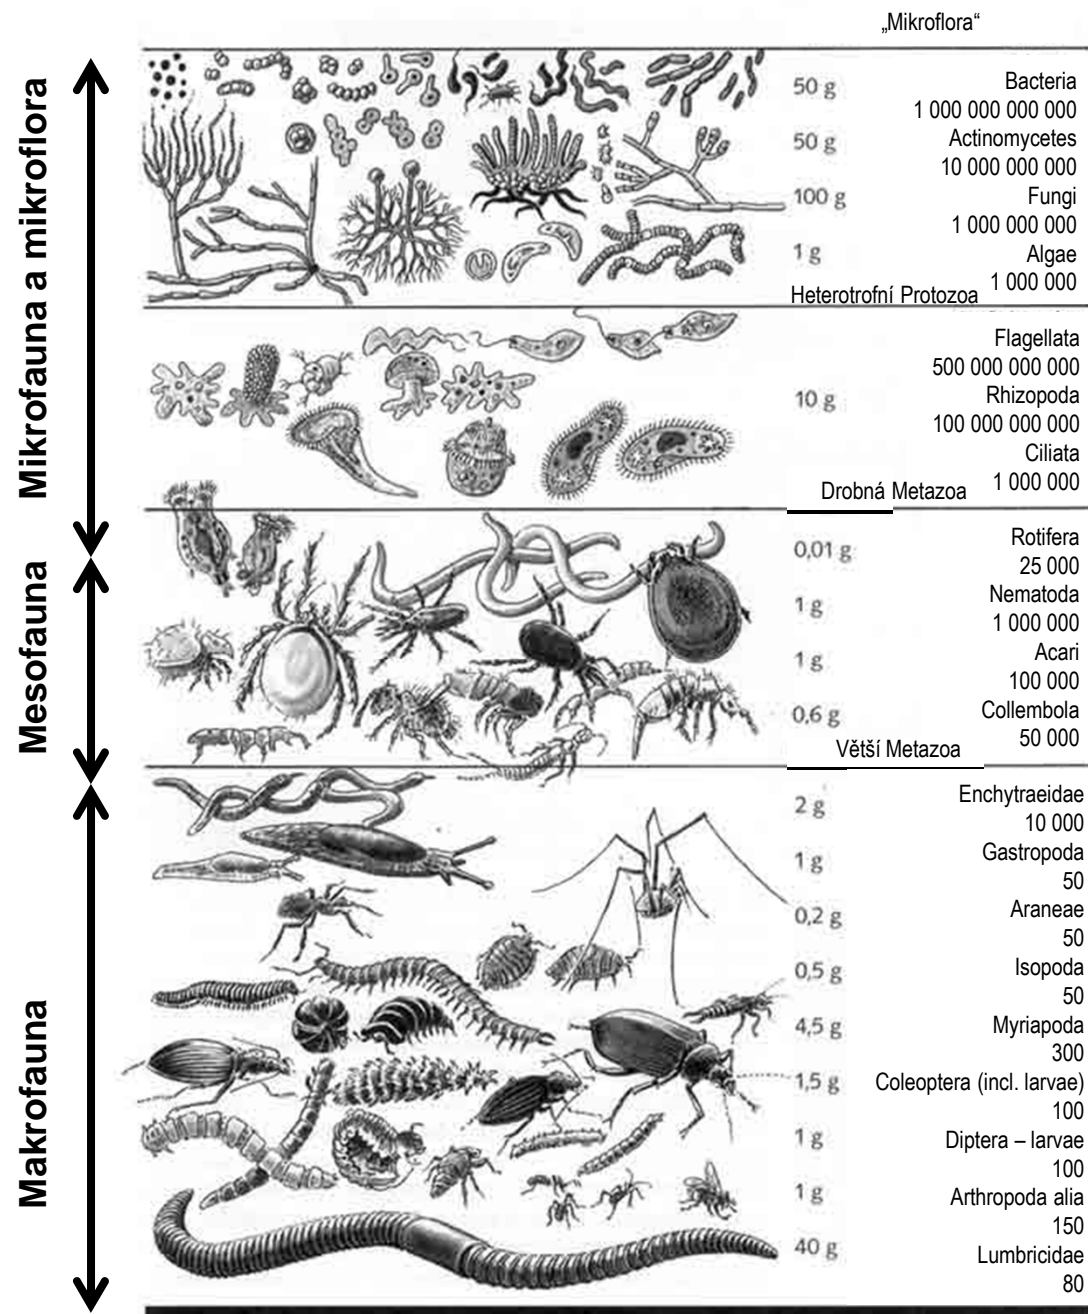 „Mikroflora“
Mikrofauna a mikroflora
50 g
Bacteria
1 000 000 000 000
50 g
Actinomycetes
10 000 000 000
100 g
Fungi
1 000 000 000
1 g
Algae
1 000 000
Heterotrofní Protozoa
Flagellata
500 000 000 000
10 g
Rhizopoda
100 000 000 000
Ciliata
1 000 000
Drobná Metazoa
Mesofauna
0,01 g
Rotifera
25 000
1 g
Nematoda
1 000 000
1 g
Acari
100 000
0,6 g
Collembola
50 000
Větší Metazoa
Makrofauna
2 g
Enchytraeidae
10 000
1 g
Gastropoda
50
0,2 g
Araneae
50
0,5 g
Isopoda
50
4,5 g
Myriapoda
300
1,5 g
Coleoptera (incl. larvae)
100
1 g
Diptera – larvae
100
1 g
Arthropoda alia
150
40 g
Lumbricidae
80